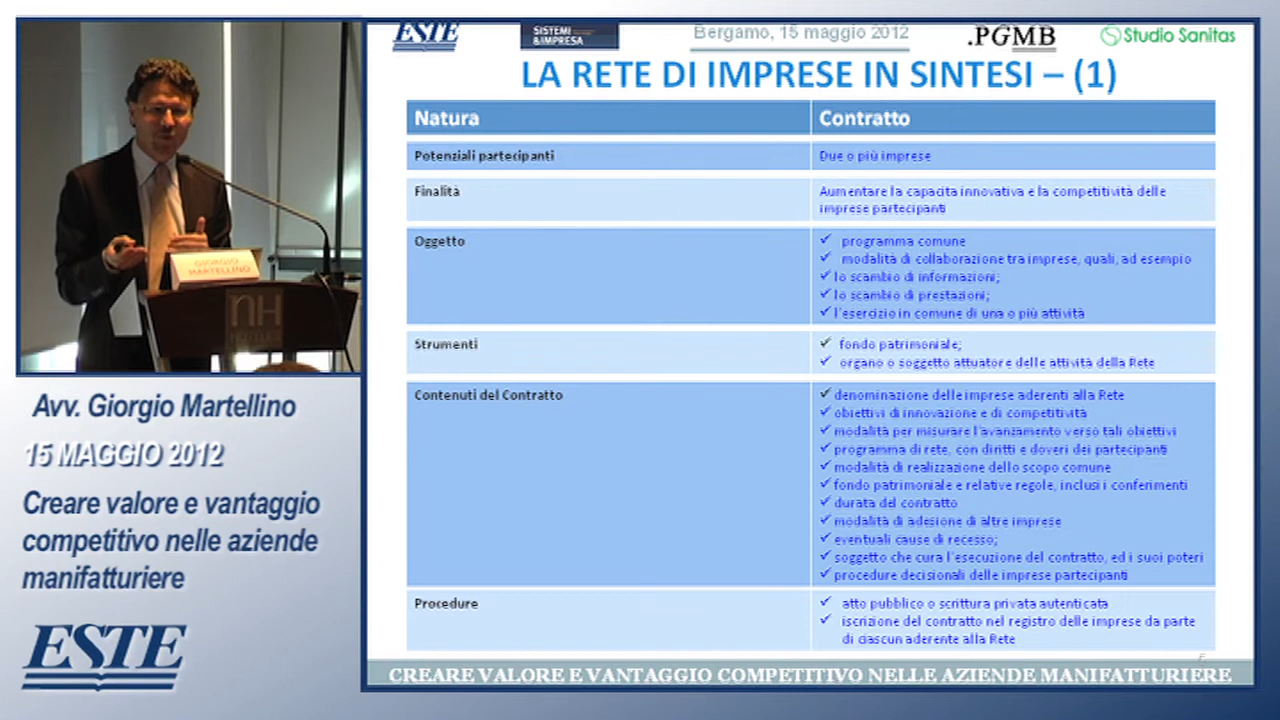 ESTE
SISTEMI
&IMPRESA
Bergamo, 15 maggio 2012
.PGMB
Studio Sanitas
LA RETE DI IMPRESE IN SINTESI – (1)
Natura
Contratto
Potenziali partecipanti
Due o più imprese
Finalità
Aumentare la capacita innovativa e la competitività delle
imprese partecipanti
Oggetto
✓ programma comune
✓ modalità di collaborazione tra imprese, quali, ad esempio
✓ lo scambio di informazioni;
✓ lo scambio di prestazioni;
✓ l'esercizio in comune di una o più attività
Strumenti
✓ fondo patrimoniale;
✓ organo o soggetto attuatore delle attività della Rete
Contenuti del Contratto
✓ denominazione delle imprese aderenti alla Rete
✓ obiettivi di innovazione e di competitività
✓ modalità per misurare l'avanzamento verso tali obiettivi
✓ programma di rete, con diritti e doveri dei partecipanti
✓ modalità di realizzazione dello scopo comune
✓ fondo patrimoniale e relative regole, inclusi i conferimenti
✓ durata del contratto
✓ modalità di adesione di altre imprese
✓ eventuali cause di recesso;
✓ soggetto che cura l'esecuzione del contratto, ed i suoi poteri
✓ procedure decisionali delle imprese partecipanti
Procedure
✓ atto pubblico o scrittura privata autenticata
✓ iscrizione del contratto nel registro delle imprese da parte
di ciascun aderente alla Rete
CREARE VALORE E VANTAGGIO COMPETITIVO NELLE AZIENDE MANIFATTURIERE
GIORGIO
MARTELLINO
nH
HOTELES
Avv. Giorgio Martellino
15 MAGGIO 2012
Creare valore e vantaggio
competitivo nelle aziende
manifatturiere
ESTE